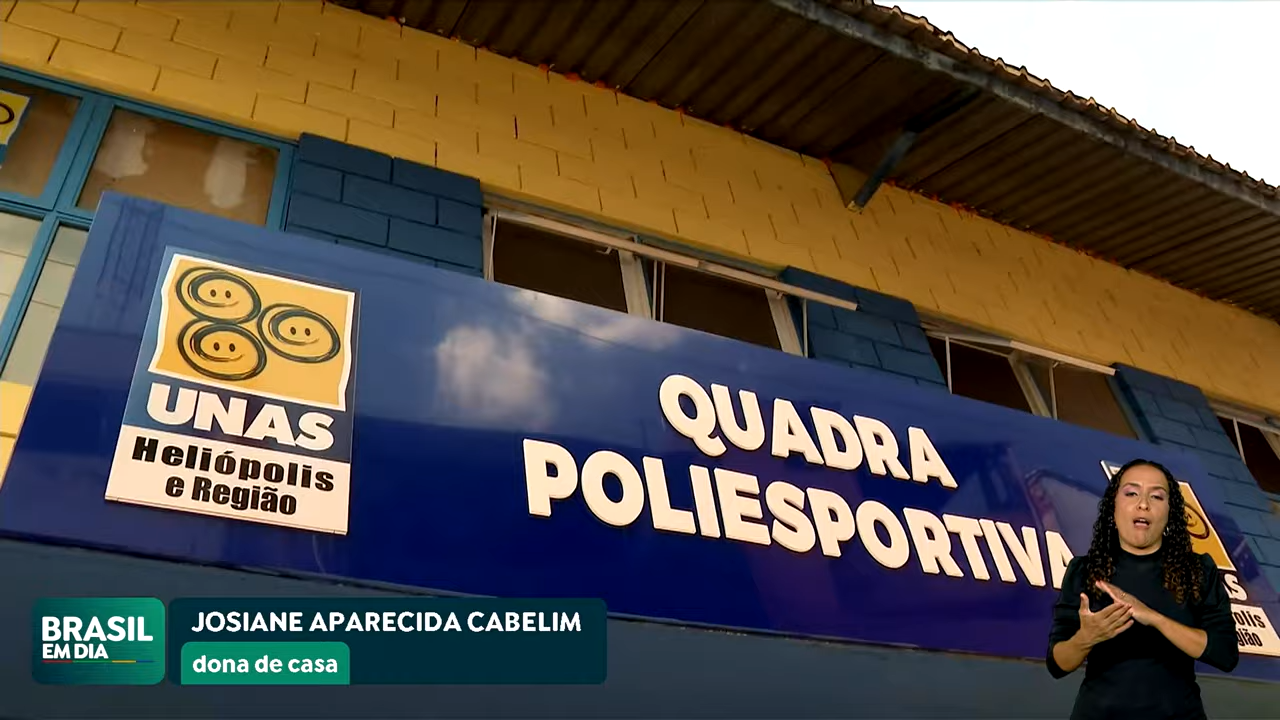 UNAS
Heliópolis
e Região
QUADRA
POLIESPORTIVA
BRASIL
EM DIA
JOSIANE APARECIDA CABELIM
dona de casa